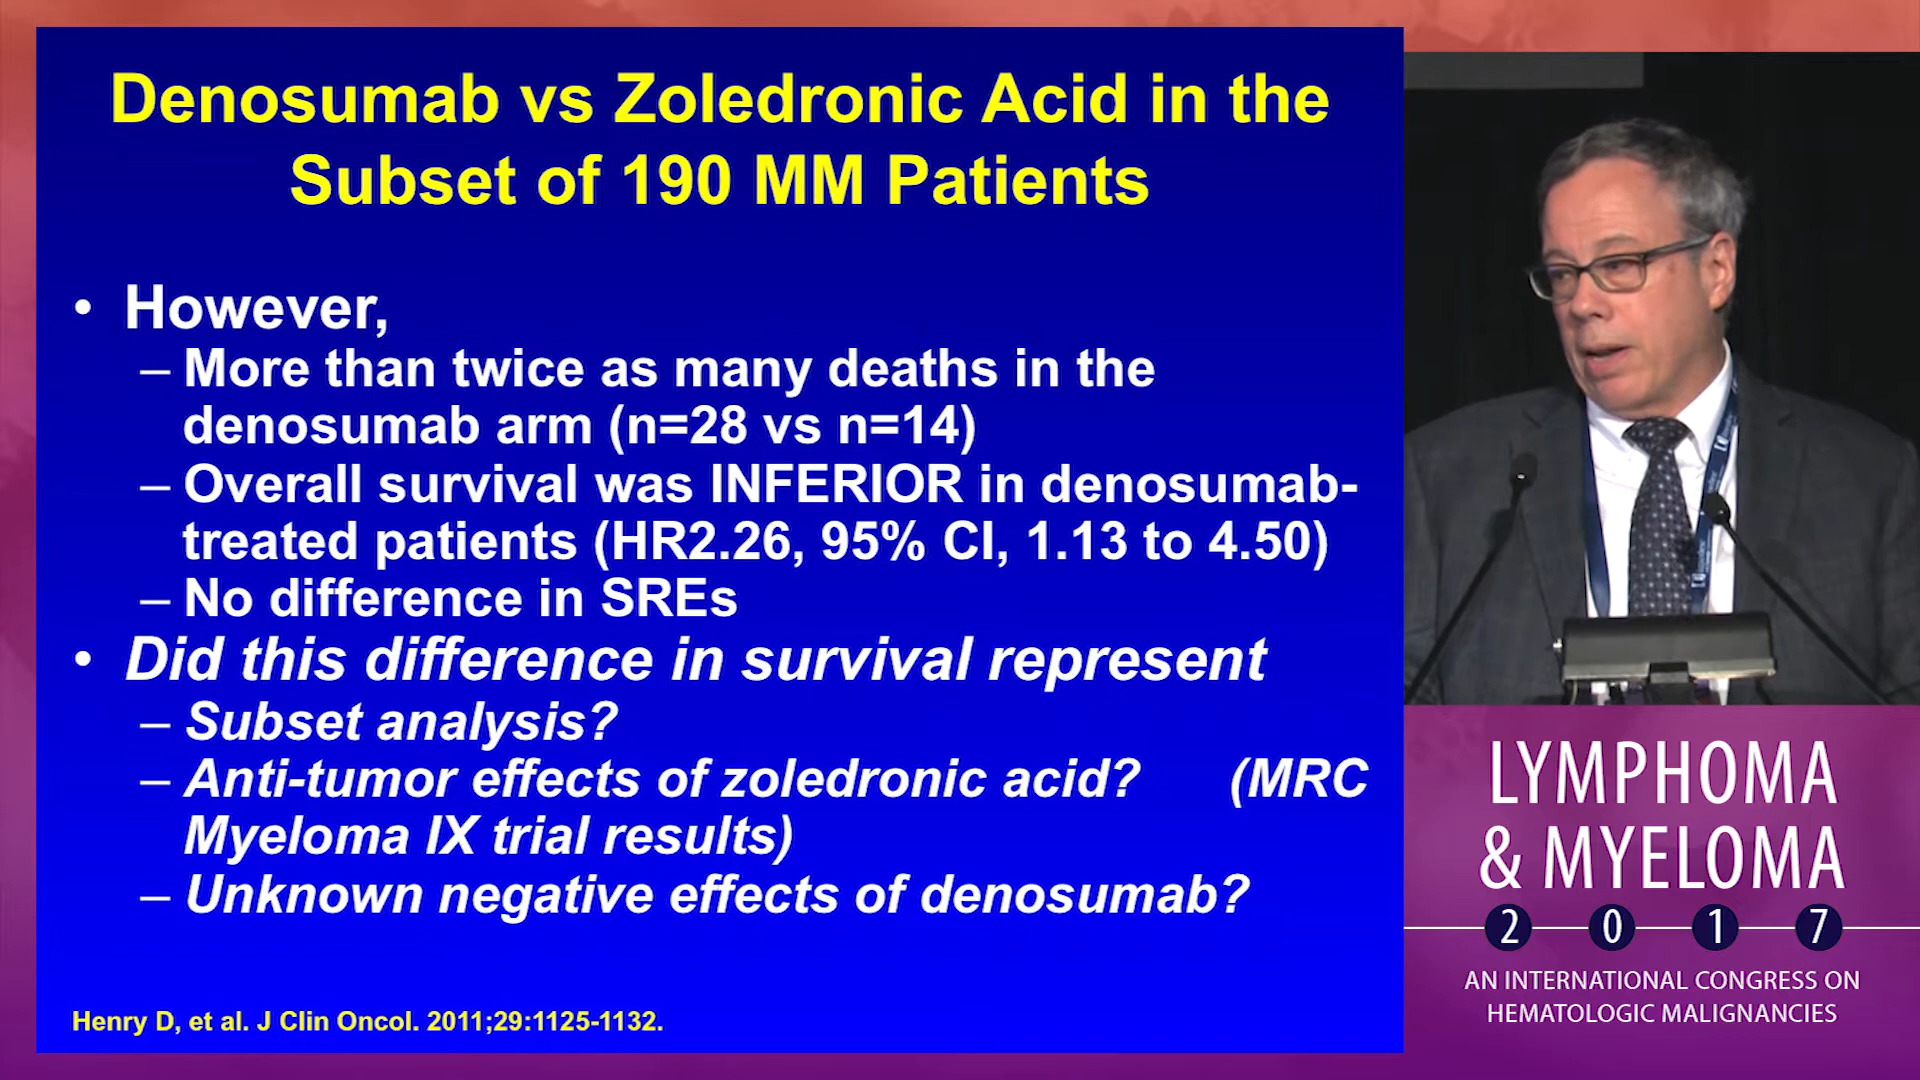 Denosumab vs Zoledronic Acid in the
Subset of 190 MM Patients
• However,
– More than twice as many deaths in the
denosumab arm (n=28 vs n=14)
– Overall survival was INFERIOR in denosumab-
treated patients (HR2.26, 95% CI, 1.13 to 4.50)
– No difference in SREs
• Did this difference in survival represent
– Subset analysis?
– Anti-tumor effects of zoledronic acid? (MRC
Myeloma IX trial results)
– Unknown negative effects of denosumab?
Henry D, et al. J Clin Oncol. 2011;29:1125-1132.
LYMPHOMA
& MYELOMA
2 0 1 7
AN INTERNATIONAL CONGRESS ON
HEMATOLOGIC MALIGNANCIES